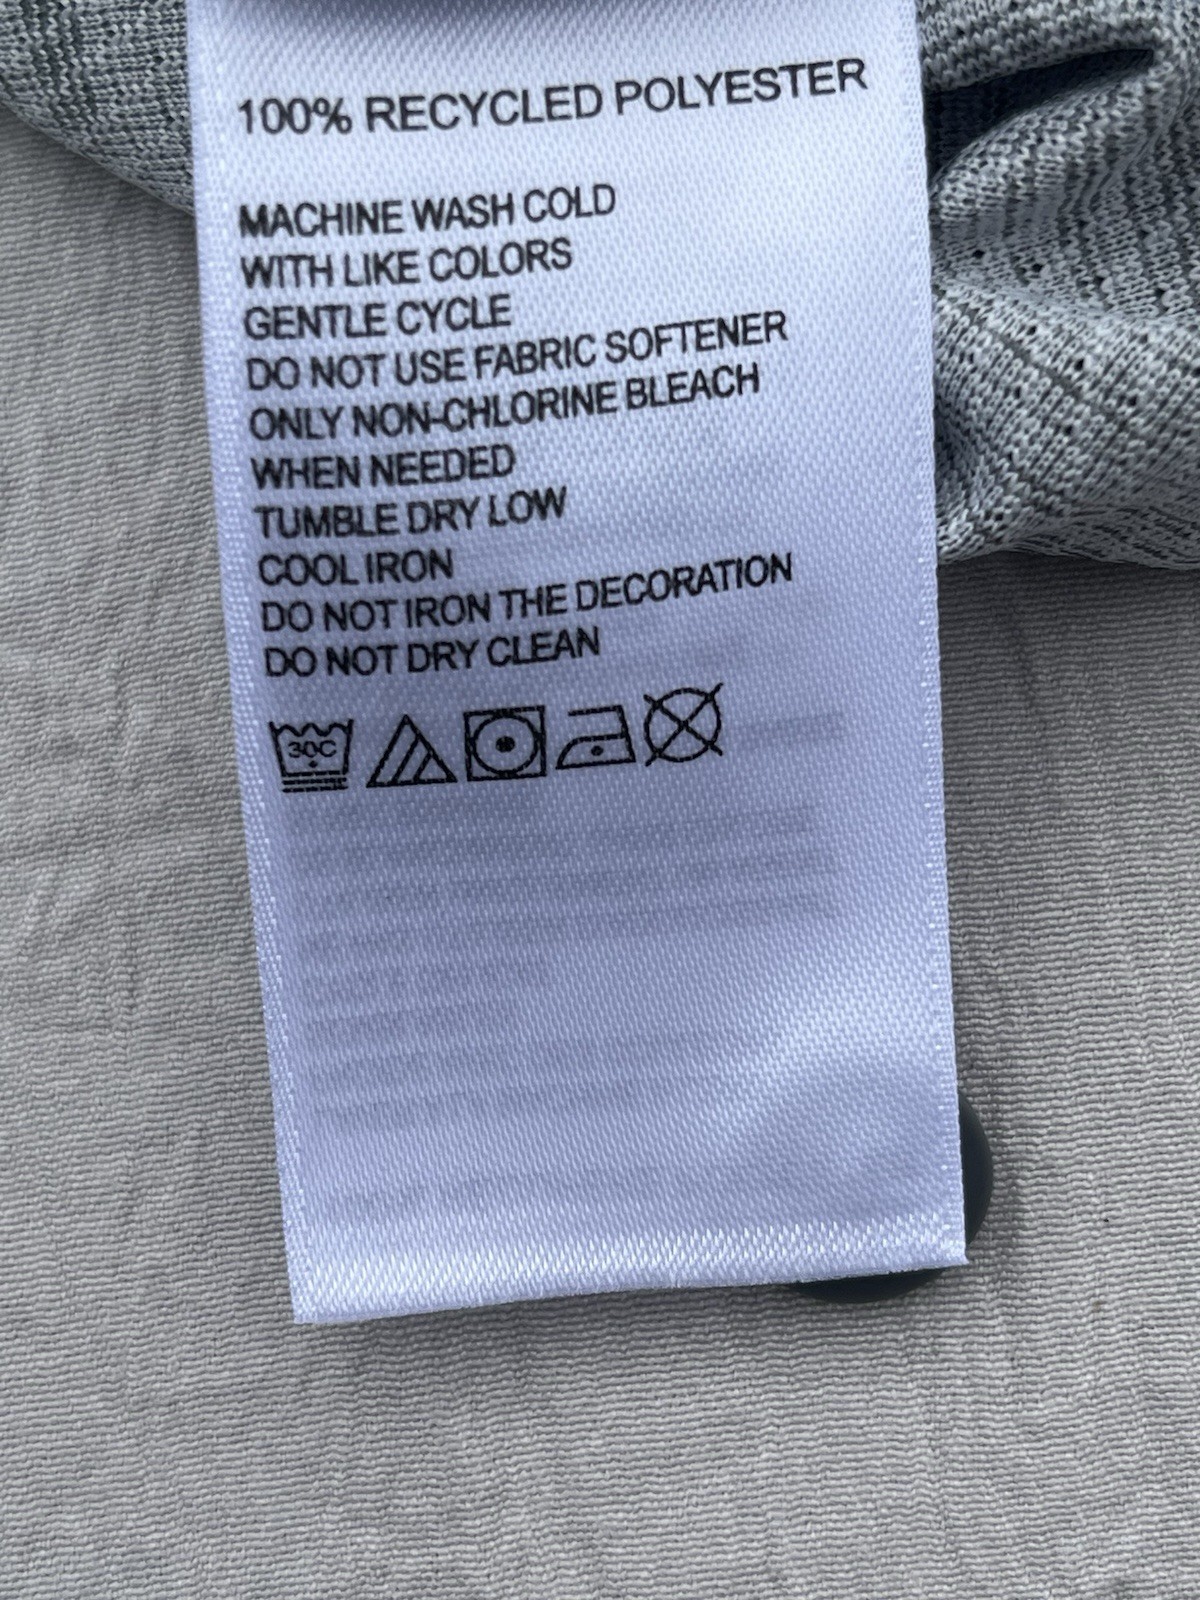 100% RECYCLED POLYESTER
MACHINE WASH COLD
WITH LIKE COLORS
GENTLE CYCLE
DO NOT USE FABRIC SOFTENER
ONLY NON-CHLORINE BLEACH
WHEN NEEDED
TUMBLE DRY LOW
COOL IRON
DO NOT IRON THE DECORATION
DO NOT DRY CLEAN
30C